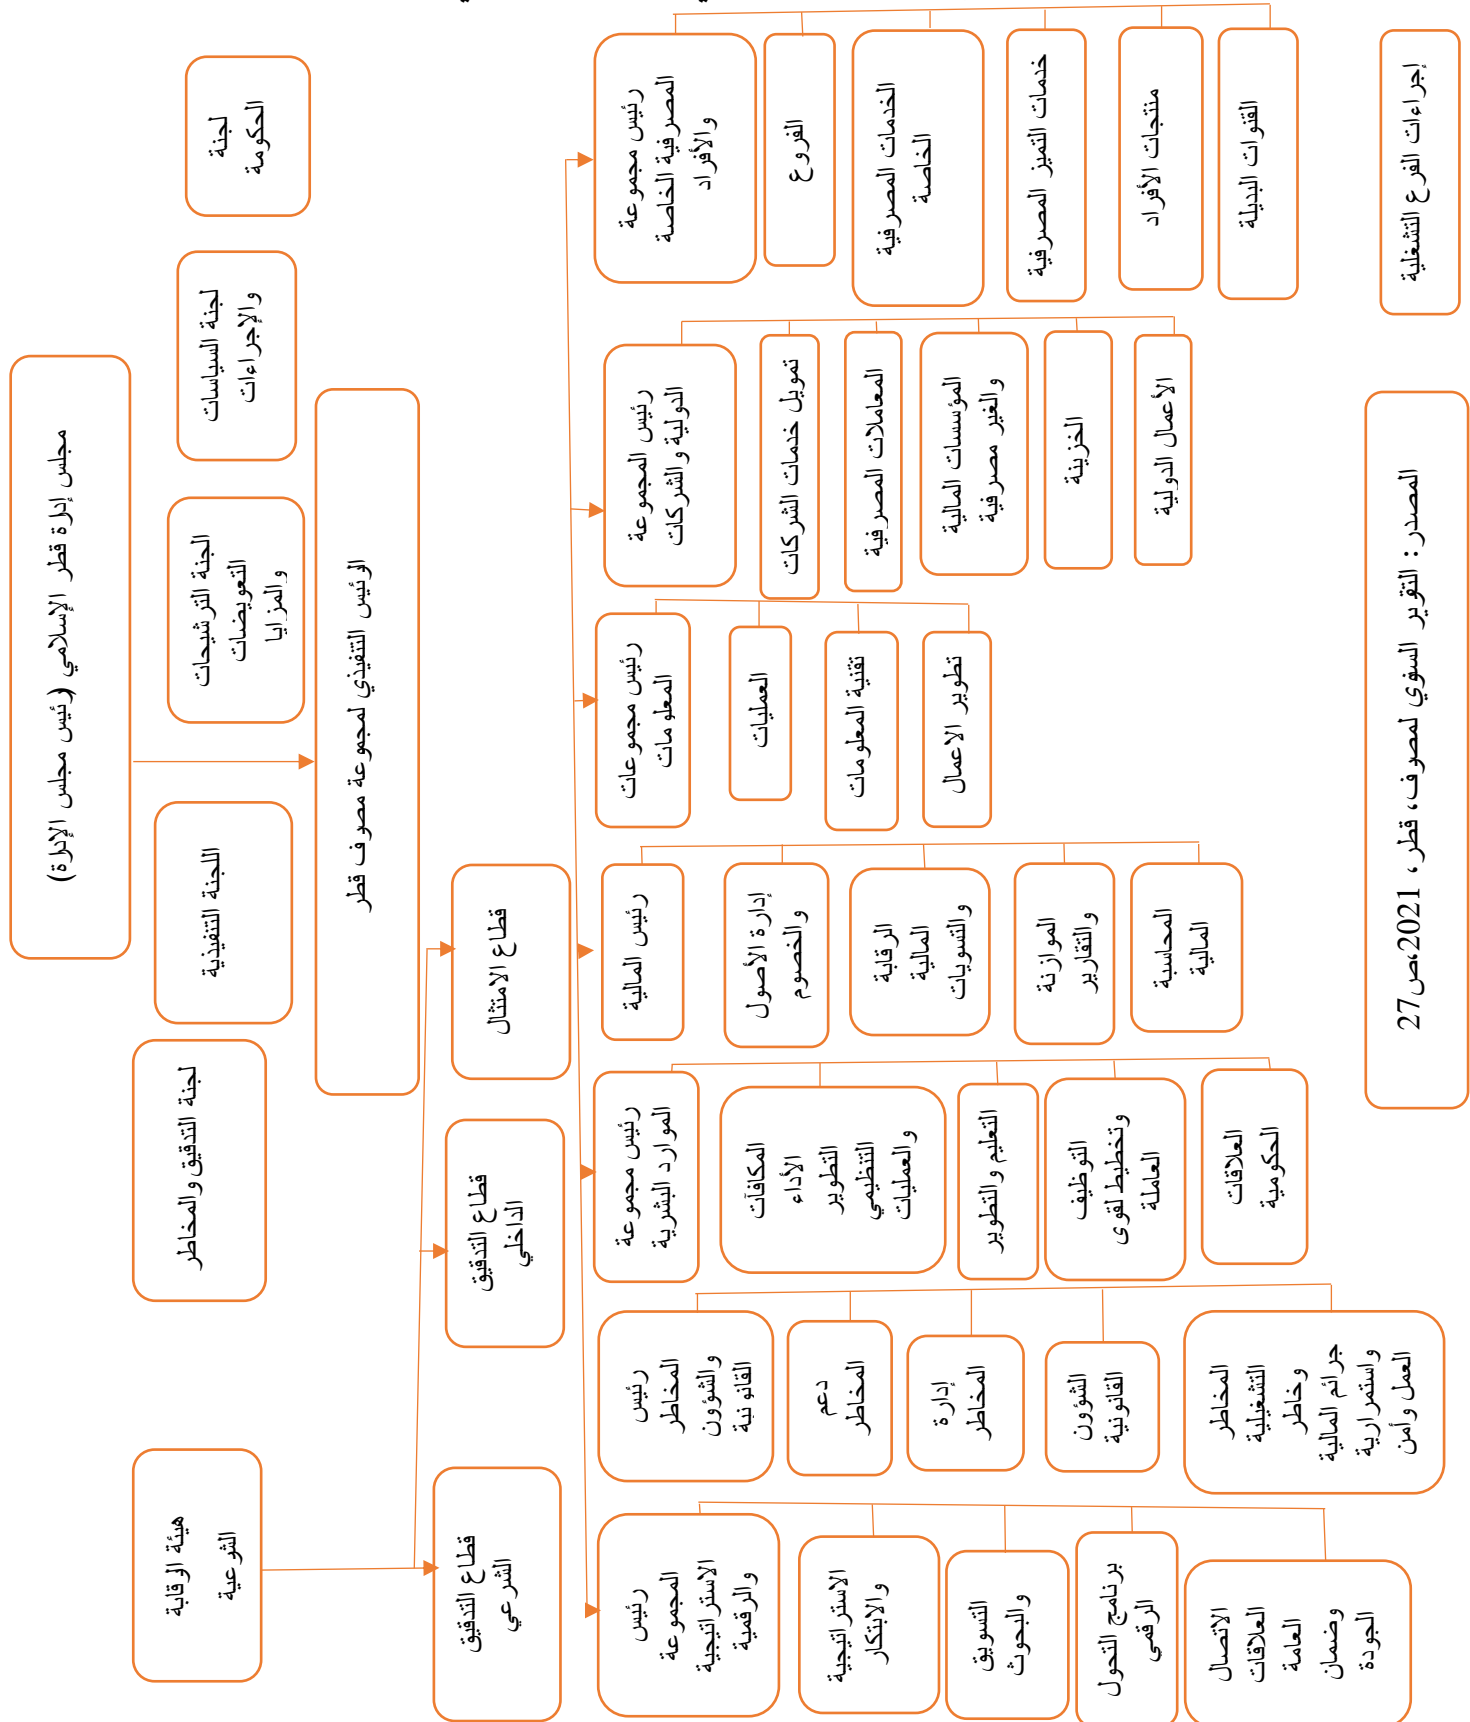 مجلس إدارة قطر الإسلامي (رئيس مجلس الإدارة)
لجنة
الحكومة
لجنة السياسات
والإجراءات
الجنة الترشيحات
التعويضات
والمزايا
اللجنة التنفيذية
لجنة التدقيق والمخاطر
هيئة الرقابة
الشرعية
الرئيس التنفيذي لمجموعة مصرف قطر
قطاع الامتثال
قطاع التدقيق
الداخلي
قطاع التدقيق
الشرعي
رئيس مجموعة
المصرفية الخاصة
والأفراد
الفروع
الخدمات المصرفية
الخاصة
خدمات التميز المصرفية
منتجات الأفراد
القنوات البديلة
رئيس المجموعة
الدولية والشركات
تمويل خدمات الشركات
المعاملات المصرفية
المؤسسات المالية
والغير مصرفية
الخزينة
الأعمال الدولية
رئيس مجموعات
المعلومات
العمليات
تقنية المعلومات
تطوير الاعمال
رئيس المالية
إدارة الأصول
والخصوم
الرقابة
المالية
والتسويات
الموازنة
والتقارير
المحاسبة
المالية
رئيس مجموعة
الموارد البشرية
المكافآت
الأداء
التطوير
التنظيمي
والعمليات
التعليم والتطوير
التوظيف
وتخطيط لقوى
العاملة
العلاقات
الحكومية
رئيس
المخاطر
والشؤون
القانونية
دعم
المخاطر
إدارة
المخاطر
الشؤون
القانونية
المخاطر
التشغيلية
وخاطر
جرائم المالية
واستمرارية
العمل وأمن
رئيس
المجموعة
الاستراتيجية
والرقمية
الاستراتيجية
والابتكار
التسويق
والبحوث
برنامج التحول
الرقمي
الاتصال
العلاقات
العامة
وضمان
الجودة
إجراءات الفرع التشغلية
المصدر: التقرير السنوي لمصرف، قطر، 2021،ص27